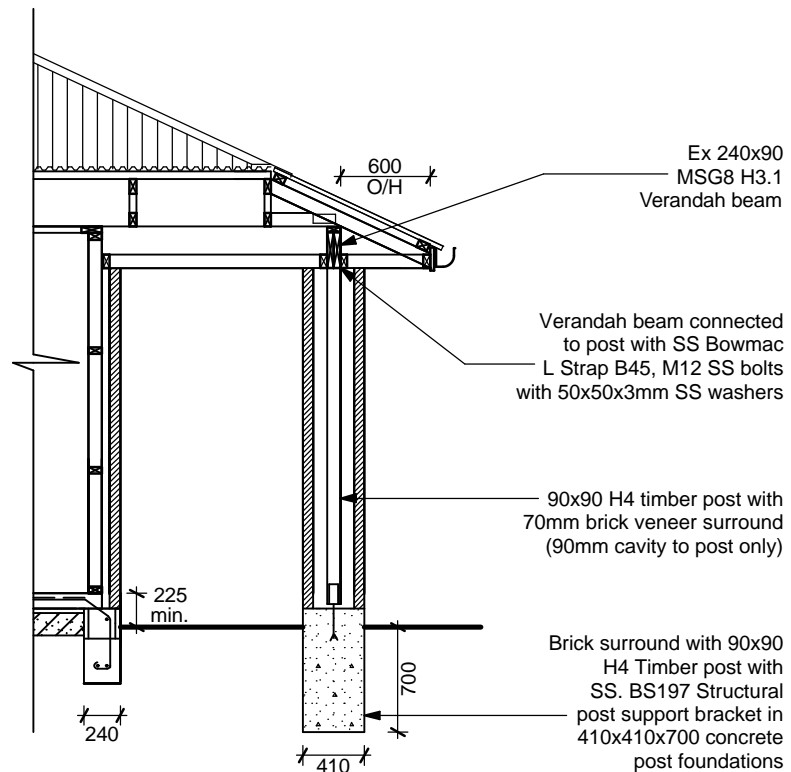 600
O/H
Ex 240x90
MSG8 H3.1
Verandah beam
Verandah beam connected
to post with SS Bowmac
L Strap B45, M12 SS bolts
with 50x50x3mm SS washers
90x90 H4 timber post with
70mm brick veneer surround
(90mm cavity to post only)
225
min.
Brick surround with 90x90
H4 Timber post with
SS. BS197 Structural
post support bracket in
410x410x700 concrete
post foundations
700
240
410